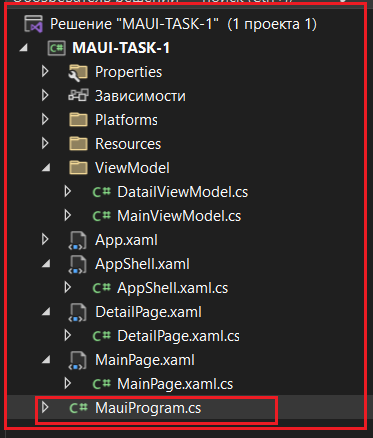 Решение "MAUI-TASK-1" (1 проекта 1)
MAUI-TASK-1
Properties
Зависимости
Platforms
Resources
ViewModel
C# DatailViewModel.cs
C# MainViewModel.cs
App.xaml
AppShell.xaml
C# AppShell.xaml.cs
DetailPage.xaml
C# DetailPage.xaml.cs
MainPage.xaml
C# MainPage.xaml.cs
C# MauiProgram.cs